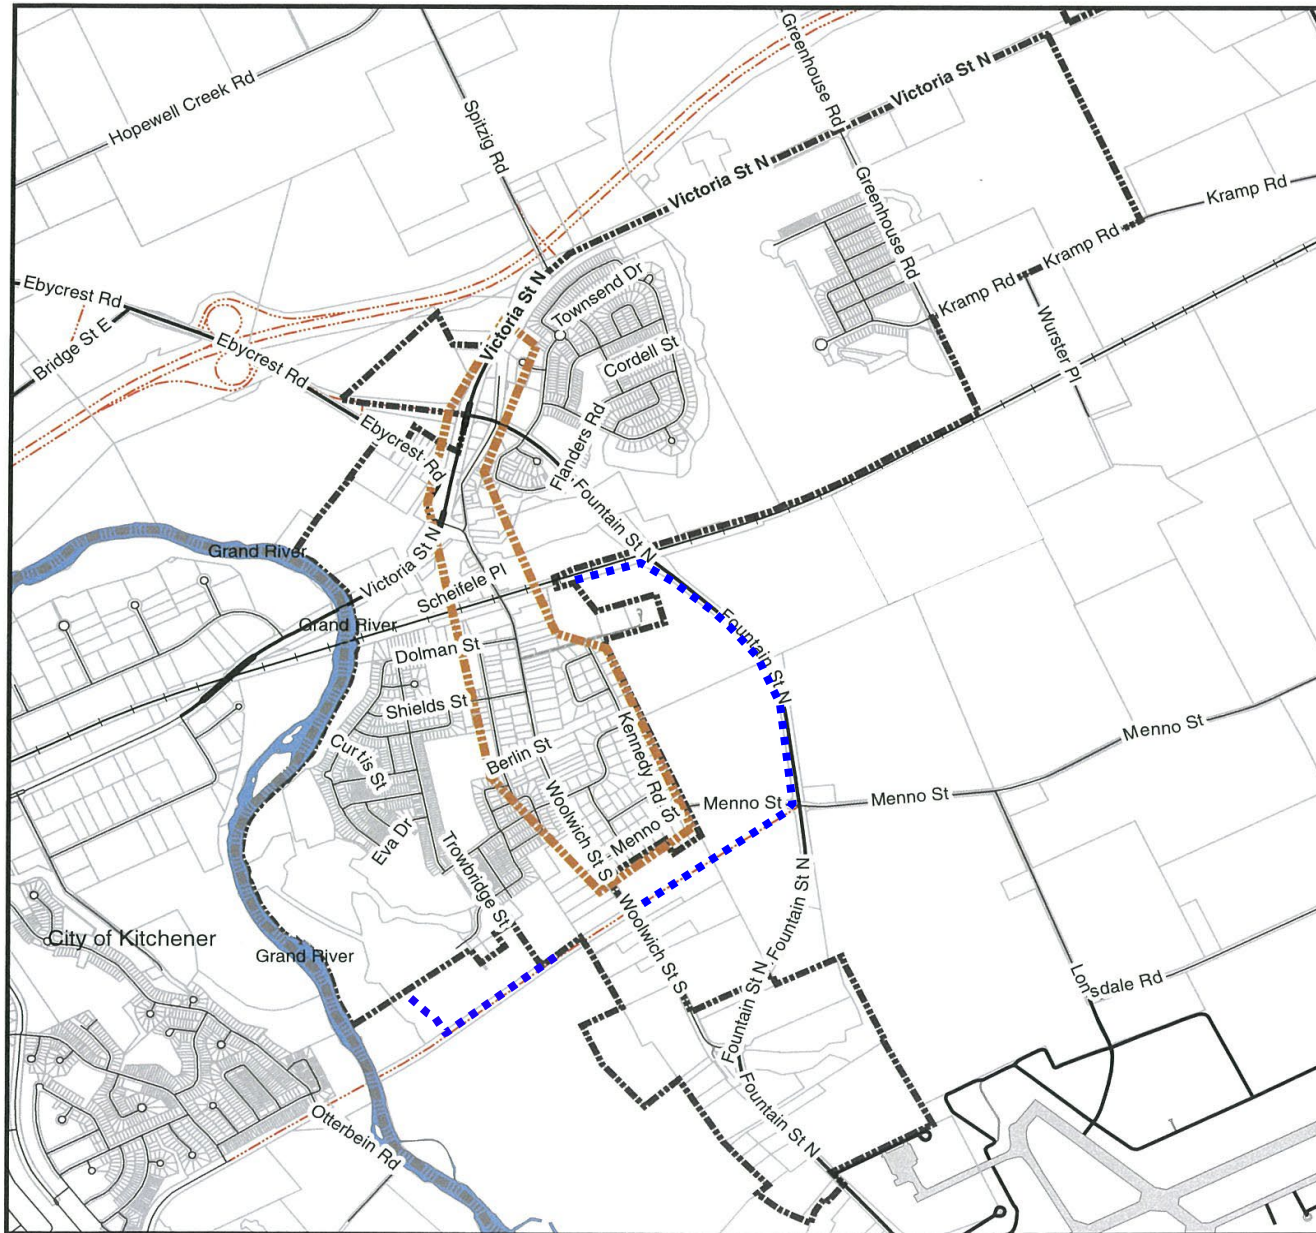 Greenhouse Rd
Victoria St N
Hopewell Creek Rd
Spitzig Rd
Victoria St N
Greenhouse Rd
Kramp Rd
Kramp Rd
Kramp Rd
Ebycrest Rd
Bridge St E
Victoria St N
Townsend Dr
Wurster Pl
Ebycrest Rd
Cordell St
Ebycrest Rd
Flanders Rd
Fountain St N
Grand River
Victoria St N
Scheifele Pl
Grand River
Dolman St
Fountain St N
Shields St
Kennedy Rd
Menno St
Curtis St
Berlin St
Woolwich St S
Menno St
Menno St
Menno St
Eva Dr
Trowbridge St
Woolwich St S
Fountain St N
City of Kitchener
Grand River
Lonsdale Rd
Fountain St N
Otterbein Rd
Fountain St N